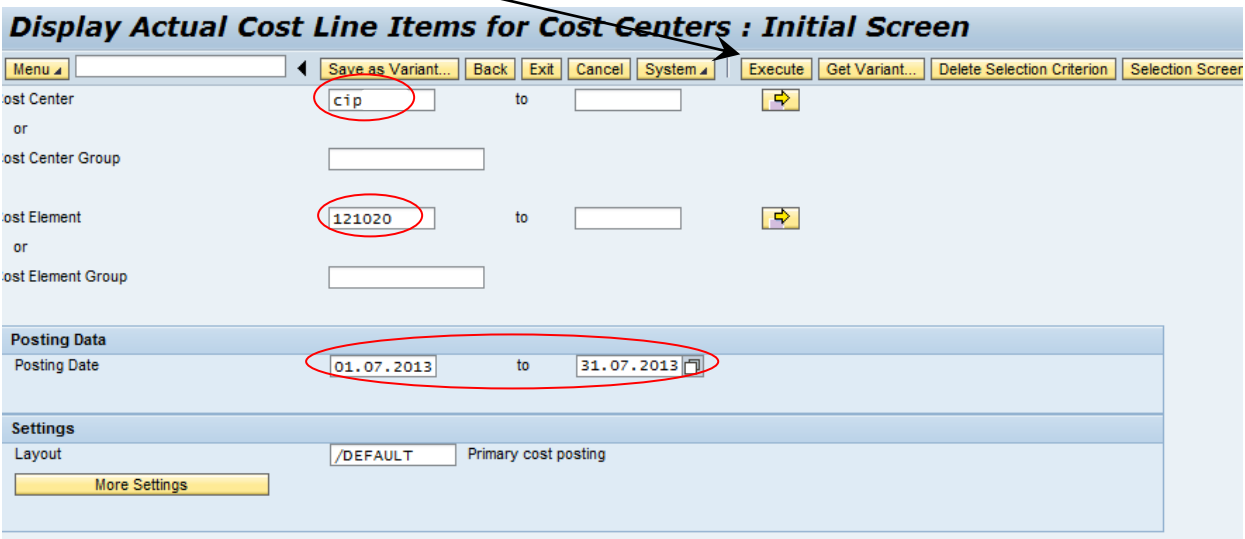 Display Actual Cost Line Items for Cost Centers : Initial Screen
Menu Save as Variant... Back Exit Cancel System Execute Get Variant... Delete Selection Criterion Selection Screen
ost Center cip to
or
ost Center Group
ost Element 121020 to
or
ost Element Group
Posting Data
Posting Date 01.07.2013 to 31.07.2013
Settings
Layout /DEFAULT Primary cost posting
More Settings